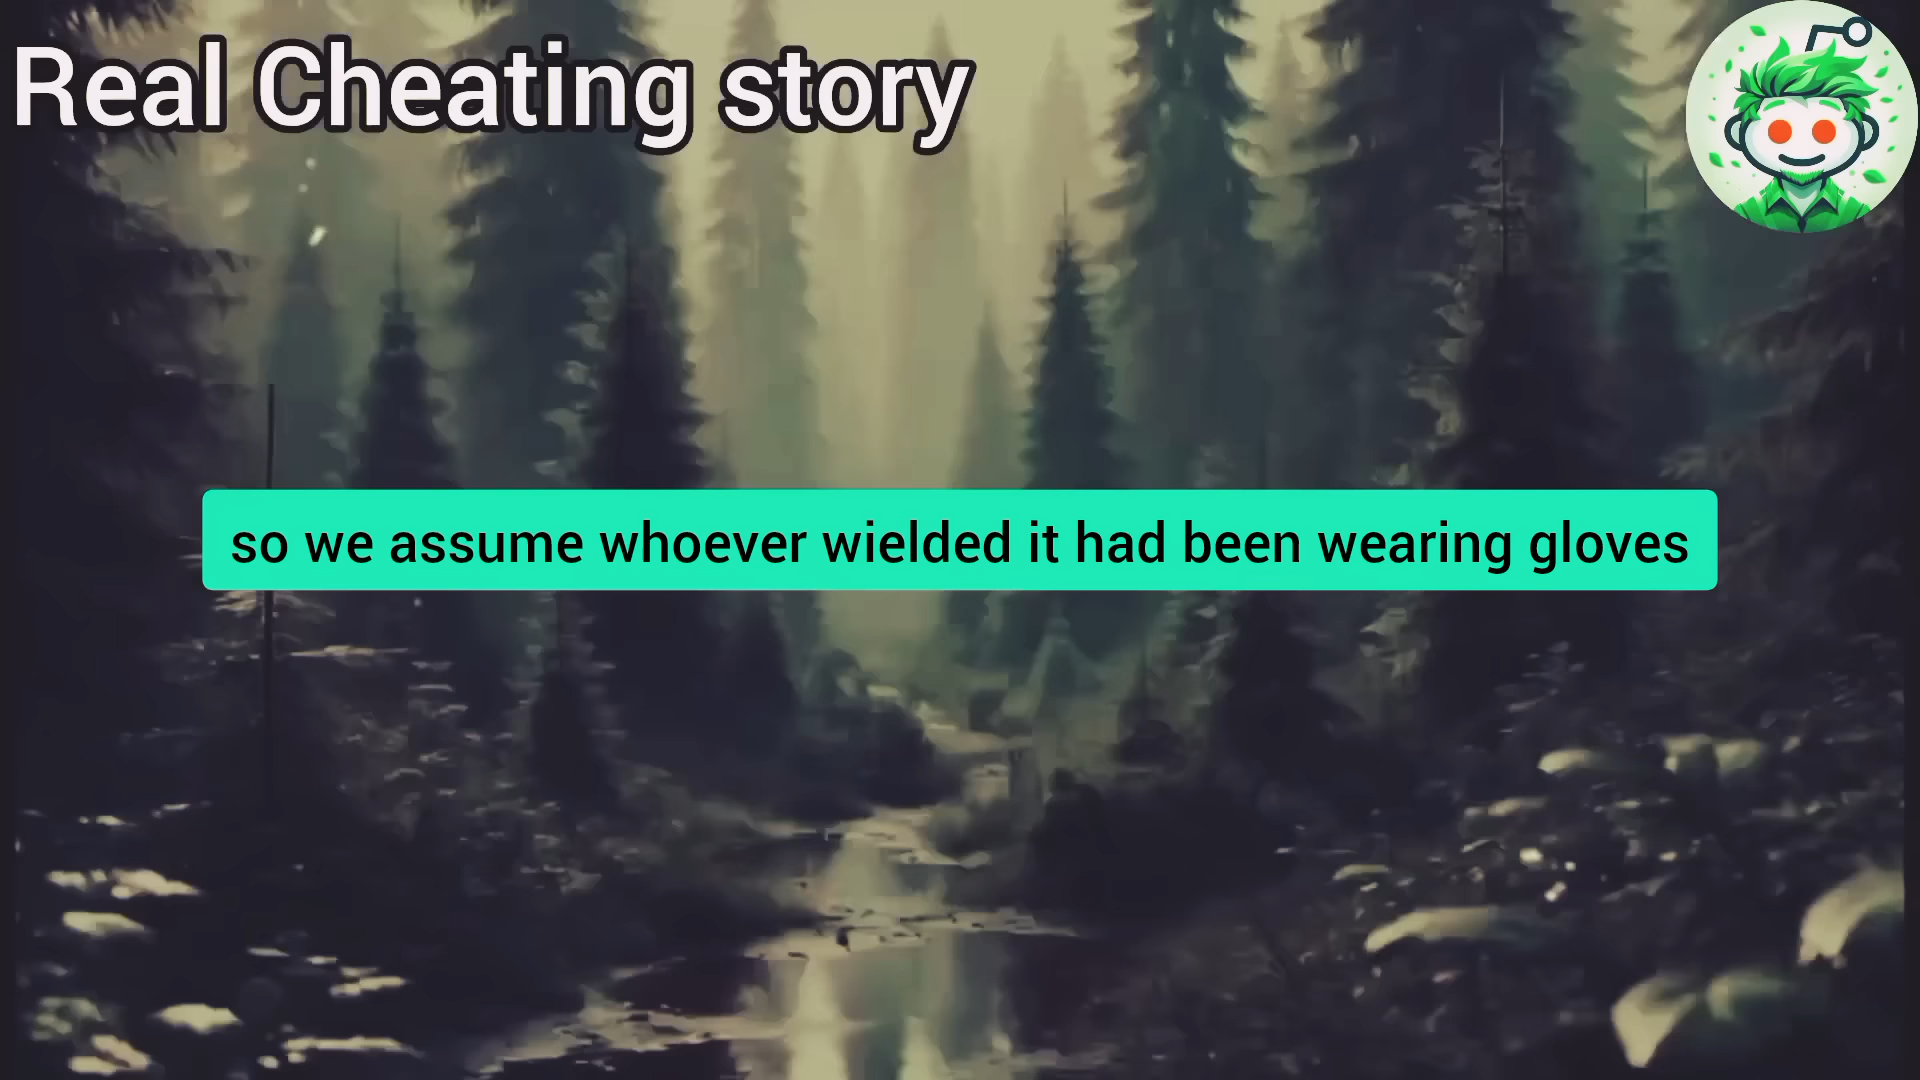 Real Cheating story
so we assume whoever wielded it had been wearing gloves